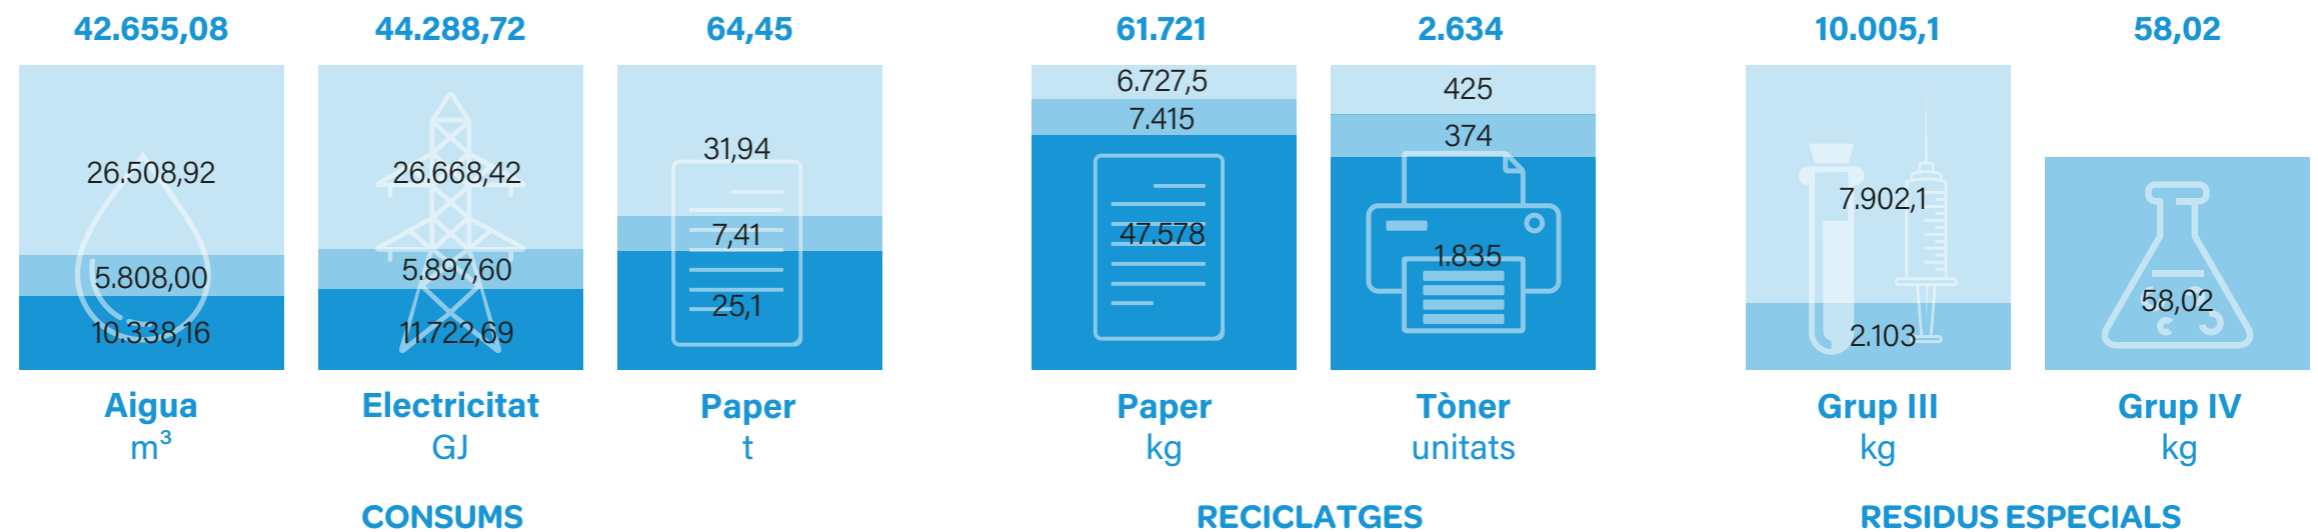 42.655,08
44.288,72
64,45
61.721
2.634
10.005,1
58,02
26.508,92
5.808,00
10.338,16
26.668,42
5.897,60
11.722,69
31,94
7,41
25,1
6.727,5
7.415
47.578
425
374
1.835
7.902,1
2.103
58,02
Aigua
m³
Electricitat
GJ
Paper
t
Paper
kg
Tòner
unitats
Grup III
kg
Grup IV
kg
CONSUMS
RECICLATGES
RESIDUS ESPECIALS